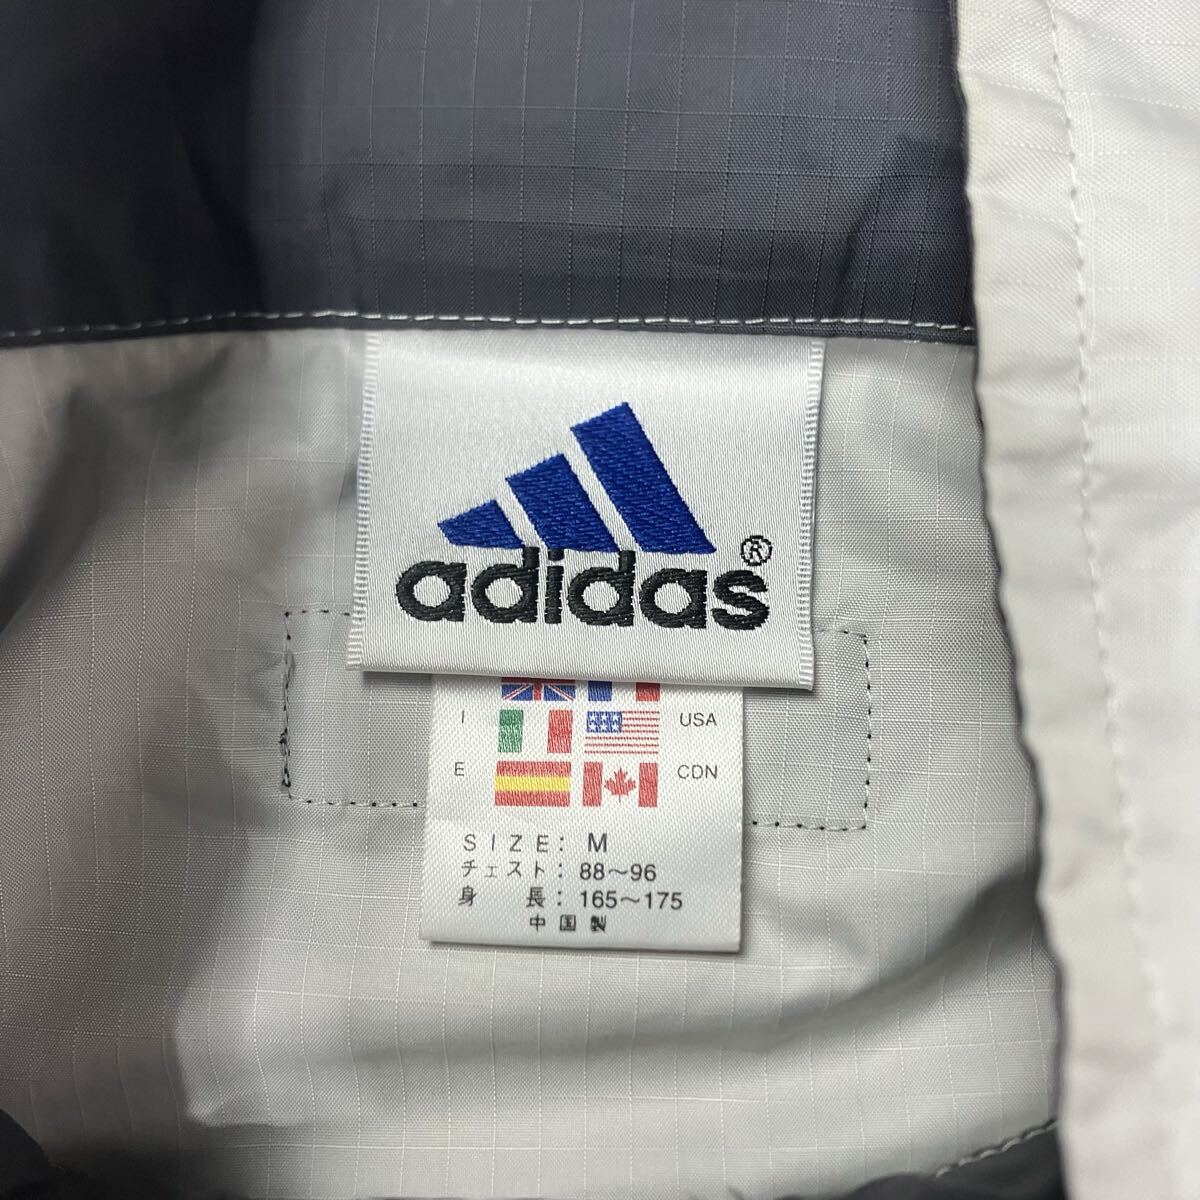 adidas®
I USA
E CDN
SIZE: M
チェスト: 88～96
身長: 165～175
中国製